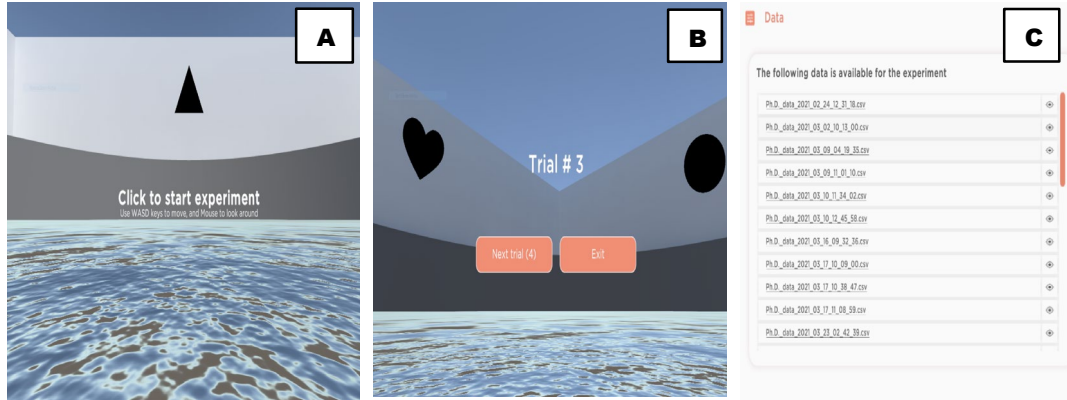 A
Click to start experiment
Use WASD keys to move, and Mouse to look around
B
Trial # 3
Next trial (4)
Exit
C
Data
The following data is available for the experiment
Ph.D._data_2021_02_24_12_31_18.csv
Ph.D._data_2021_03_02_10_13_00.csv
Ph.D._data_2021_03_09_04_19_35.csv
Ph.D._data_2021_03_09_11_01_10.csv
Ph.D._data_2021_03_10_11_34_02.csv
Ph.D._data_2021_03_10_12_45_58.csv
Ph.D._data_2021_03_16_09_32_36.csv
Ph.D._data_2021_03_17_10_09_00.csv
Ph.D._data_2021_03_17_10_38_47.csv
Ph.D._data_2021_03_17_11_08_59.csv
Ph.D._data_2021_03_23_02_42_39.csv